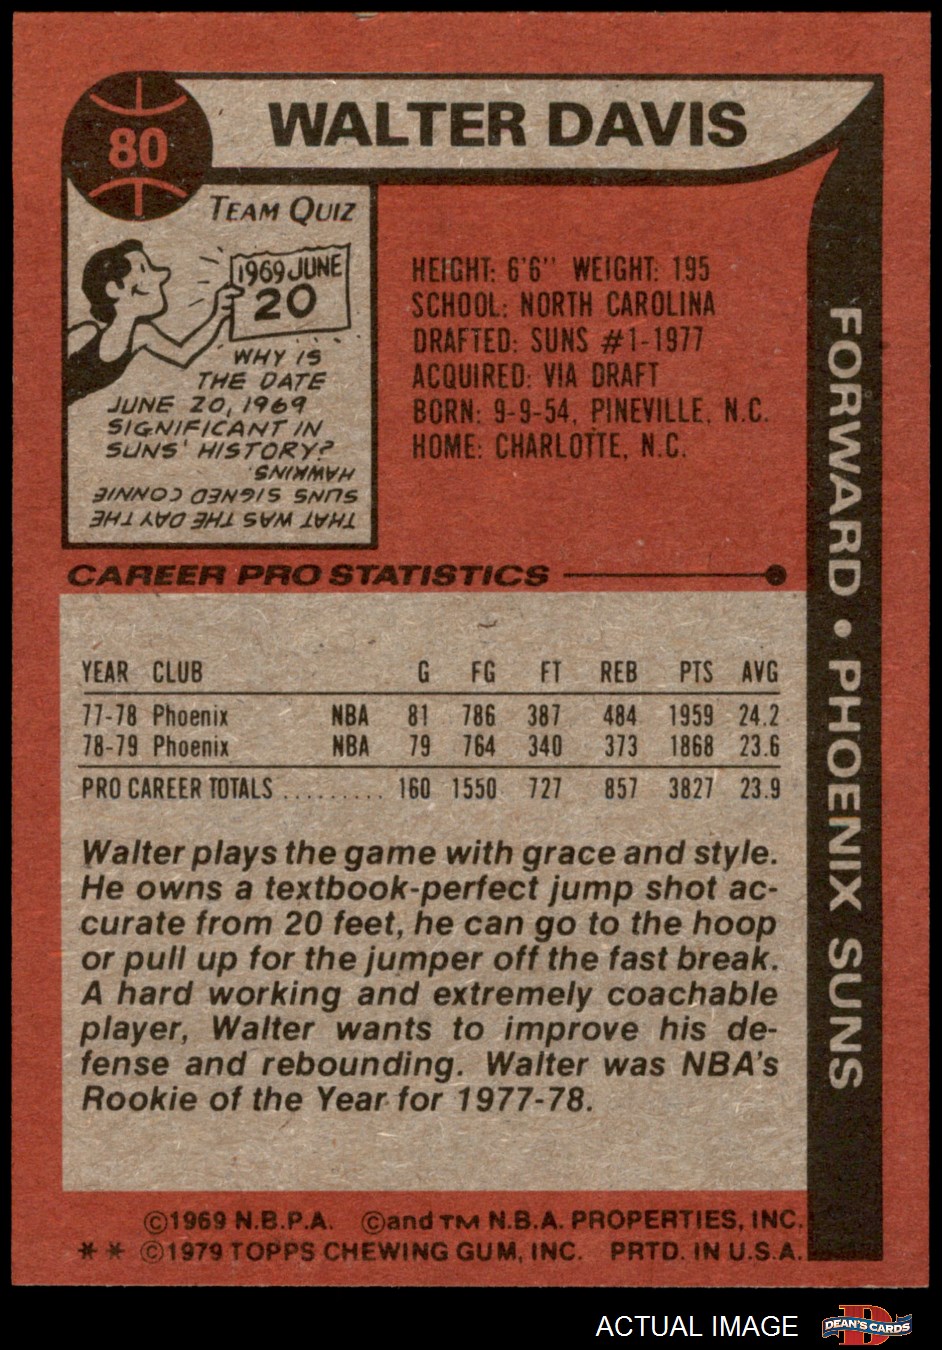 80
WALTER DAVIS
TEAM QUIZ
1969 JUNE
20
WHY IS
THE DATE
JUNE 20, 1969
SIGNIFICANT IN
SUNS' HISTORY?
THAT WAS THE DAY THE
SUNS SIGNED CONNIE
HAWKINS
HEIGHT: 6'6" WEIGHT: 195
SCHOOL: NORTH CAROLINA
DRAFTED: SUNS #1-1977
ACQUIRED: VIA DRAFT
BORN: 9-9-54, PINEVILLE, N.C.
HOME: CHARLOTTE, N.C.
FORWARD • PHOENIX SUNS
CAREER PRO STATISTICS
YEAR CLUB G FG FT REB PTS AVG
77-78 Phoenix NBA 81 786 387 484 1959 24.2
78-79 Phoenix NBA 79 764 340 373 1868 23.6
PRO CAREER TOTALS .......... 160 1550 727 857 3827 23.9
Walter plays the game with grace and style.
He owns a textbook-perfect jump shot ac-
curate from 20 feet, he can go to the hoop
or pull up for the jumper off the fast break.
A hard working and extremely coachable
player, Walter wants to improve his de-
fense and rebounding. Walter was NBA's
Rookie of the Year for 1977-78.
©1969 N.B.P.A. ©and TM N.B.A. PROPERTIES, INC.
** ©1979 TOPPS CHEWING GUM, INC. PRTD. IN U.S.A.
ACTUAL IMAGE
D
DEAN'S CARDS